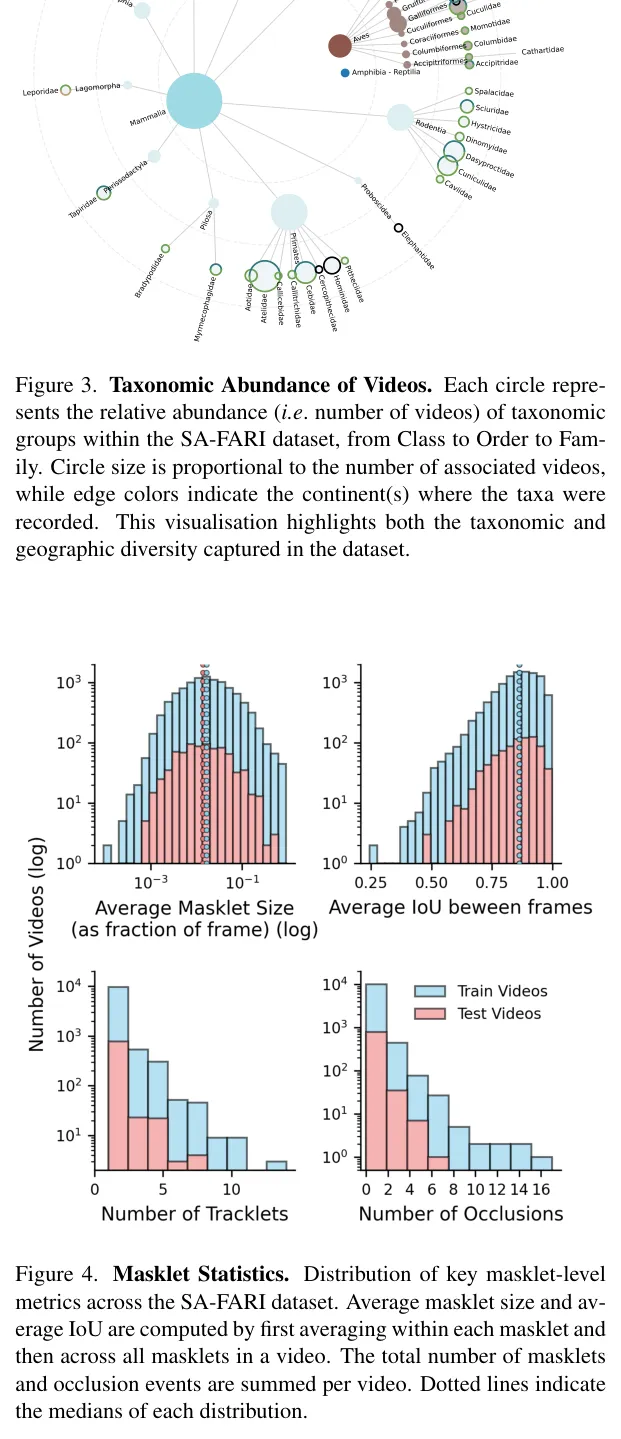 Galliformes
Cuculidae
Cuculiformes
Momotidae
Aves
Coraciiformes
Columbidae
Columbiformes
Cathartidae
Accipitriformes
Accipitridae
Amphibia - Reptilia
Leporidae
Lagomorpha
Mammalia
Spalacidae
Sciuridae
Hystricidae
Rodentia
Dinomyidae
Dasyproctidae
Cuniculidae
Caviidae
Perissodactyla
Tapiridae
Pilosa
Proboscidea
Elephantidae
Bradypodidae
Myrmecophagidae
Primates
Aotidae
Atelidae
Callicebidae
Callitrichidae
Cebidae
Cercopithecidae
Hominidae
Pitheciidae
Figure 3. Taxonomic Abundance of Videos. Each circle repre-
sents the relative abundance (i.e. number of videos) of taxonomic
groups within the SA-FARI dataset, from Class to Order to Fam-
ily. Circle size is proportional to the number of associated videos,
while edge colors indicate the continent(s) where the taxa were
recorded. This visualisation highlights both the taxonomic and
geographic diversity captured in the dataset.
Number of Videos (log)
10³
10²
10¹
10⁰
10⁻³ 10⁻¹
Average Masklet Size
(as fraction of frame) (log)
10³
10²
10¹
10⁰
0.25 0.50 0.75 1.00
Average IoU beween frames
10⁴
10³
10²
10¹
0 5 10
Number of Tracklets
10⁴
10³
10²
10¹
10⁰
Train Videos
Test Videos
0 2 4 6 8 10 12 14 16
Number of Occlusions
Figure 4. Masklet Statistics. Distribution of key masklet-level
metrics across the SA-FARI dataset. Average masklet size and av-
erage IoU are computed by first averaging within each masklet and
then across all masklets in a video. The total number of masklets
and occlusion events are summed per video. Dotted lines indicate
the medians of each distribution.